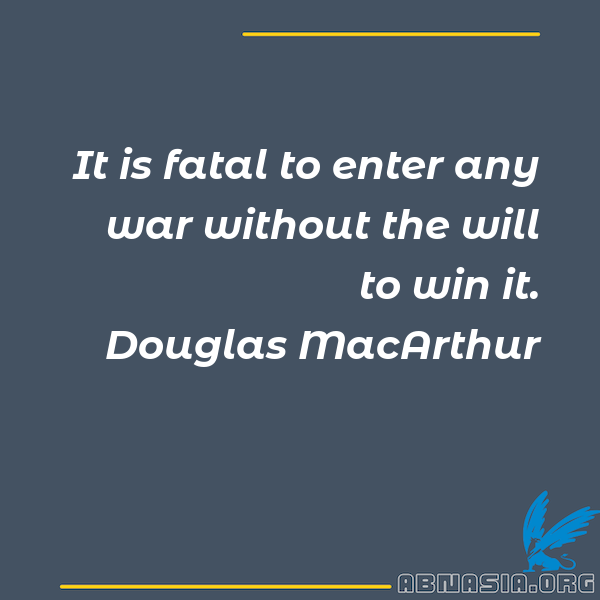 It is fatal to enter any
war without the will
to win it.
Douglas MacArthur
ABNASIA.ORG